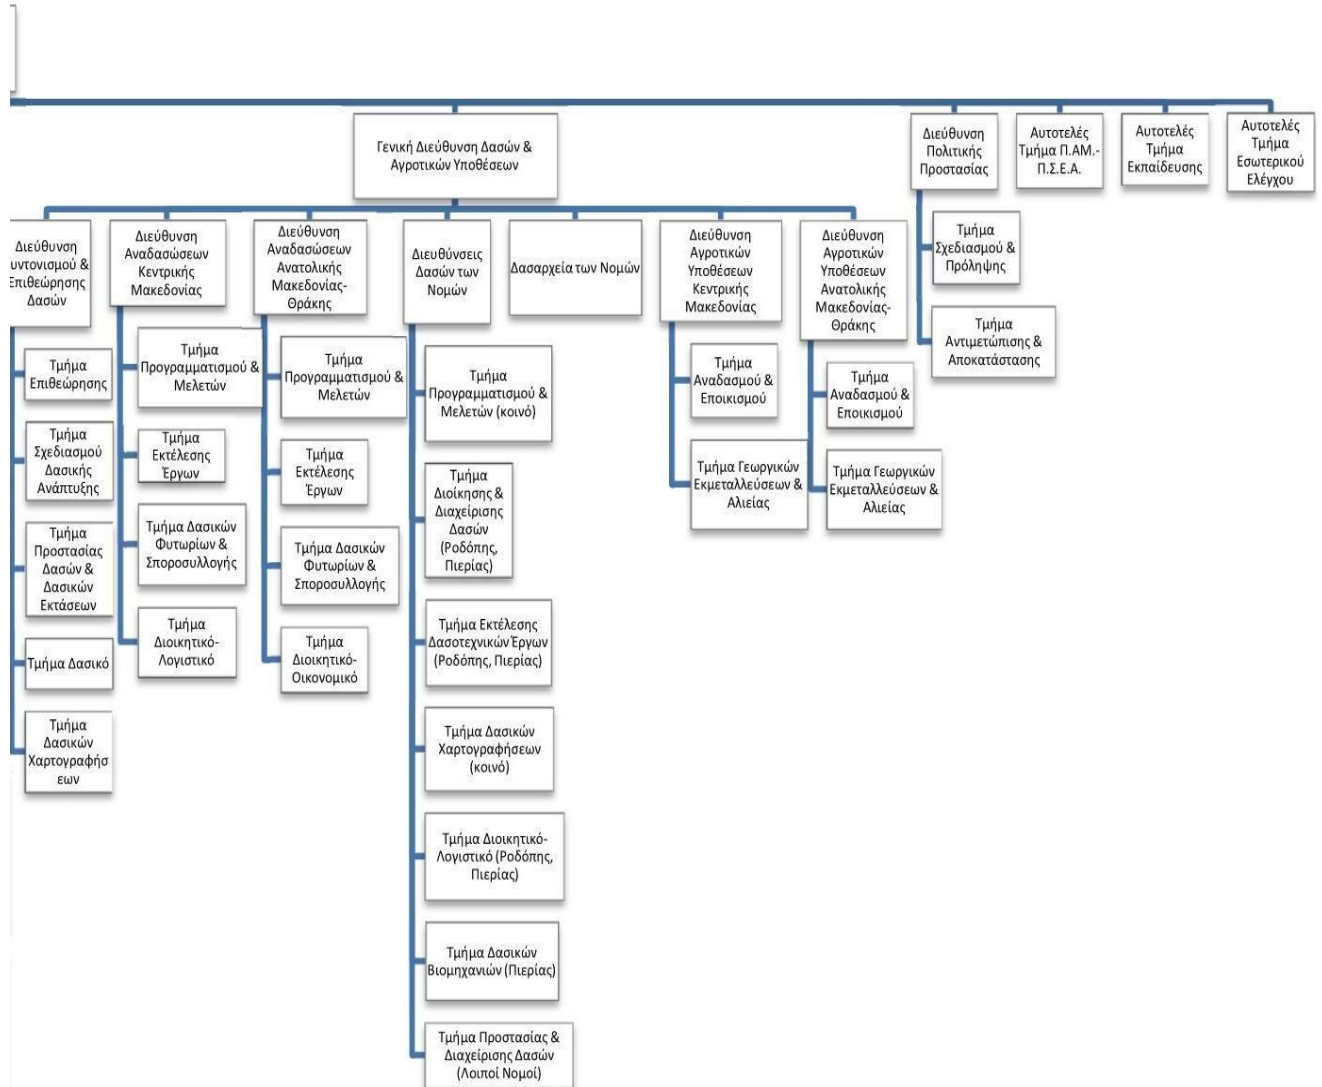 Γενική Διεύθυνση Δασών &
Αγροτικών Υποθέσεων
Διεύθυνση
Πολιτικής
Προστασίας
Αυτοτελές
Τμήμα Π.ΑΜ.-
Π.Σ.Ε.Α.
Αυτοτελές
Τμήμα
Εκπαίδευσης
Αυτοτελές
Τμήμα
Εσωτερικού
Ελέγχου
Διεύθυνση
υντονισμού &
Επιθεώρησης
Δασών
Τμήμα
Επιθεώρησης
Τμήμα
Σχεδιασμού
Δασικής
Ανάπτυξης
Τμήμα
Προστασίας
Δασών &
Δασικών
Εκτάσεων
Τμήμα Δασικό
Τμήμα
Δασικών
Χαρτογραφήσ
εων
Διεύθυνση
Αναδασώσεων
Κεντρικής
Μακεδονίας
Τμήμα
Προγραμματισμού &
Μελετών
Τμήμα
Εκτέλεσης
Έργων
Τμήμα Δασικών
Φυτωρίων &
Σποροσυλλογής
Τμήμα
Διοικητικό-
Λογιστικό
Διεύθυνση
Αναδασώσεων
Ανατολικής
Μακεδονίας-
Θράκης
Τμήμα
Προγραμματισμού &
Μελετών
Τμήμα
Εκτέλεσης
Έργων
Τμήμα Δασικών
Φυτωρίων &
Σποροσυλλογής
Τμήμα
Διοικητικό-
Οικονομικό
Διευθύνσεις
Δασών των
Νομών
Τμήμα
Προγραμματισμού &
Μελετών (κοινό)
Τμήμα
Διοίκησης &
Διαχείρισης
Δασών
(Ροδόπης,
Πιερίας)
Τμήμα Εκτέλεσης
Δασοτεχνικών Έργων
(Ροδόπης, Πιερίας)
Τμήμα Δασικών
Χαρτογραφήσεων
(κοινό)
Τμήμα Διοικητικό-
Λογιστικό (Ροδόπης,
Πιερίας)
Τμήμα Δασικών
Βιομηχανιών (Πιερίας)
Τμήμα Προστασίας &
Διαχείρισης Δασών
(Λοιποί Νομοί)
Δασαρχεία των Νομών
Διεύθυνση
Αγροτικών
Υποθέσεων
Κεντρικής
Μακεδονίας
Τμήμα
Αναδασμού &
Εποικισμού
Τμήμα Γεωργικών
Εκμεταλλεύσεων &
Αλιείας
Διεύθυνση
Αγροτικών
Υποθέσεων
Ανατολικής
Μακεδονίας-
Θράκης
Τμήμα
Αναδασμού &
Εποικισμού
Τμήμα Γεωργικών
Εκμεταλλεύσεων &
Αλιείας
Τμήμα
Σχεδιασμού &
Πρόληψης
Τμήμα
Αντιμετώπισης &
Αποκατάστασης